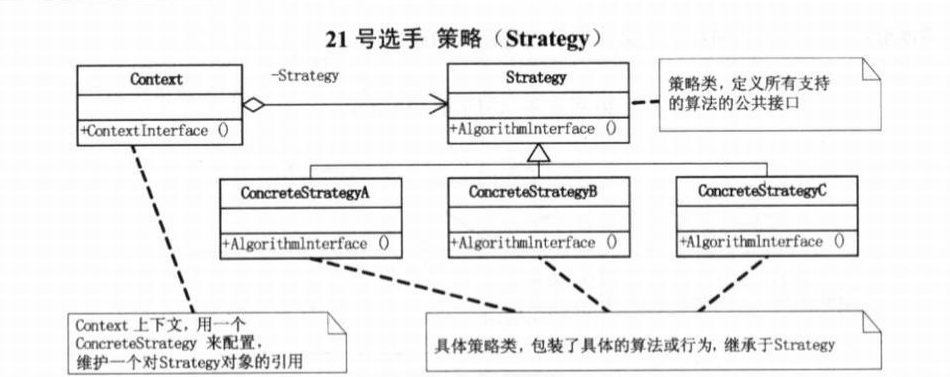 21 号选手 策略（Strategy）
Context
-Strategy
Strategy
策略类，定义所有支持
的算法的公共接口
+ContextInterface ()
+AlgorithmInterface ()
ConcreteStrategyA
ConcreteStrategyB
ConcreteStrategyC
+AlgorithmInterface ()
+AlgorithmInterface ()
+AlgorithmInterface ()
Context 上下文，用一个
ConcreteStrategy 来配置，
维护一个对Strategy对象的引用
具体策略类，包装了具体的算法或行为，继承于Strategy